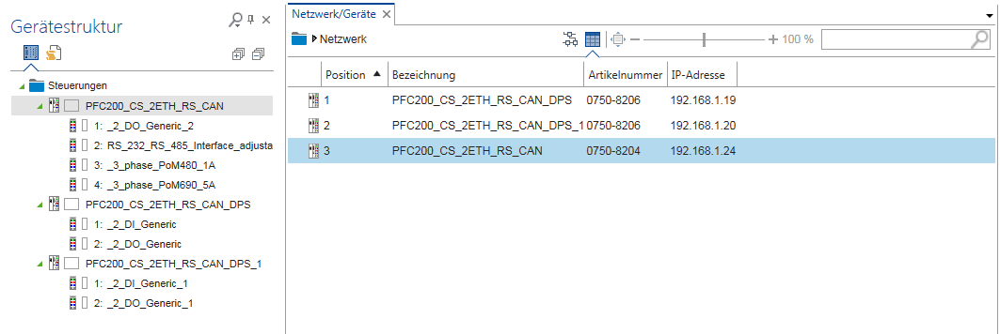 Gerätestruktur
Steuerungen
PFC200_CS_2ETH_RS_CAN
1: _2_DO_Generic_2
2: RS_232_RS_485_Interface_adjusta
3: _3_phase_PoM480_1A
4: _3_phase_PoM690_5A
PFC200_CS_2ETH_RS_CAN_DPS
1: _2_DI_Generic
2: _2_DO_Generic
PFC200_CS_2ETH_RS_CAN_DPS_1
1: _2_DI_Generic_1
2: _2_DO_Generic_1
Netzwerk/Geräte
Netzwerk
100 %
Position Bezeichnung Artikelnummer IP-Adresse
1 PFC200_CS_2ETH_RS_CAN_DPS 0750-8206 192.168.1.19
2 PFC200_CS_2ETH_RS_CAN_DPS_1 0750-8206 192.168.1.20
3 PFC200_CS_2ETH_RS_CAN 0750-8204 192.168.1.24